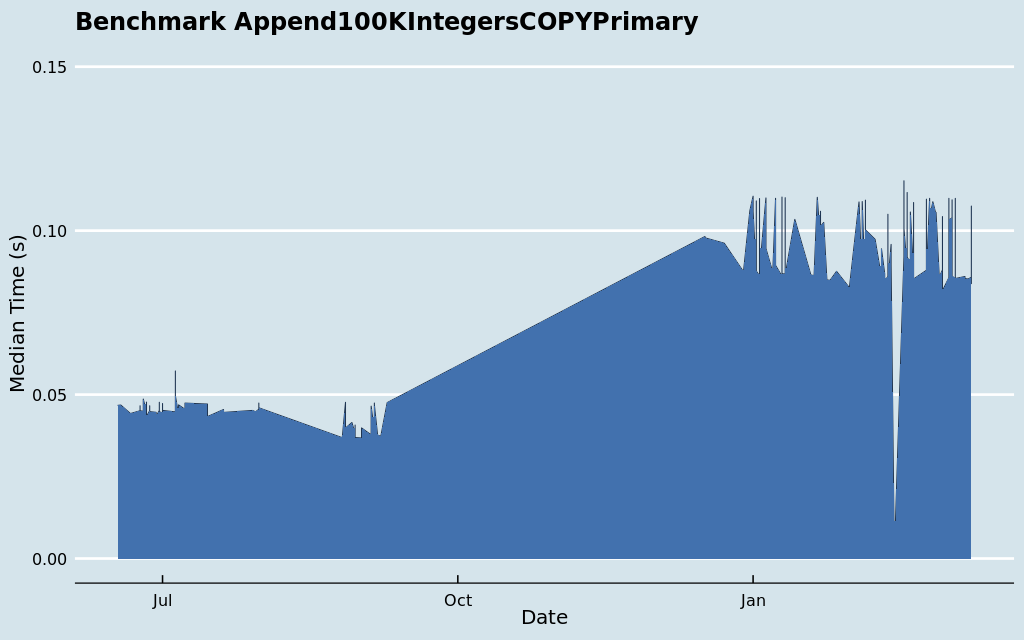 Benchmark Append100KIntegersCOPYPrimary
Median Time (s)
0.15
0.10
0.05
0.00
Jul
Oct
Jan
Date